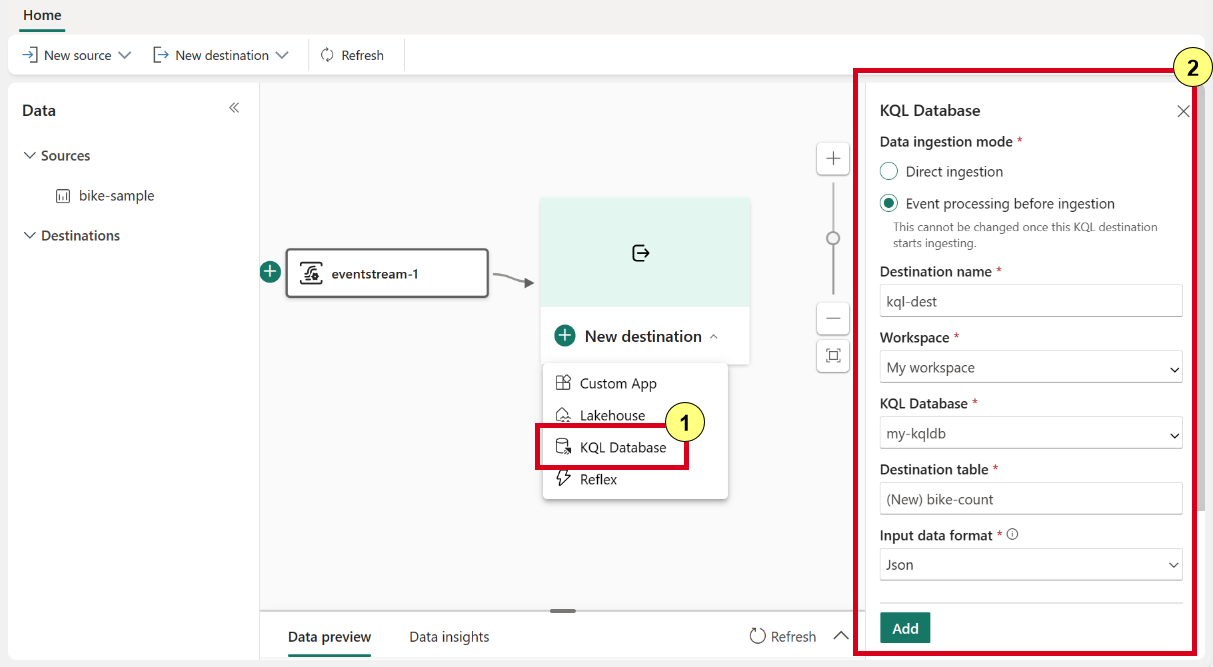 Home
New source
New destination
Refresh
2
Data
Sources
bike-sample
Destinations
eventstream-1
New destination
Custom App
Lakehouse
1
KQL Database
Reflex
KQL Database
Data ingestion mode *
Direct ingestion
Event processing before ingestion
This cannot be changed once this KQL destination
starts ingesting.
Destination name *
kql-dest
Workspace *
My workspace
KQL Database *
my-kqldb
Destination table *
(New) bike-count
Input data format *
Json
Add
Data preview
Data insights
Refresh